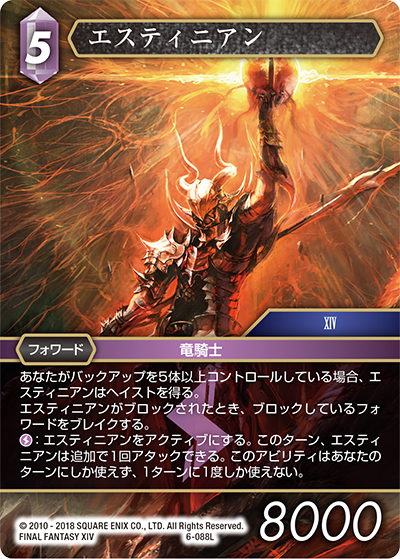 5
エスティニアン
XIV
フォワード
竜騎士
あなたがバックアップを5体以上コントロールしている場合、エ
スティニアンはヘイストを得る。
エスティニアンがブロックされたとき、ブロックしているフォ
ワードをブレイクする。
：エスティニアンをアクティブにする。このターン、エスティ
ニアンは追加で1回アタックできる。このアビリティはあなたの
ターンにしか使えず、1ターンに1度しか使えない。
© 2010 - 2018 SQUARE ENIX CO., LTD. All Rights Reserved.
FINAL FANTASY XIV
6-088L
8000